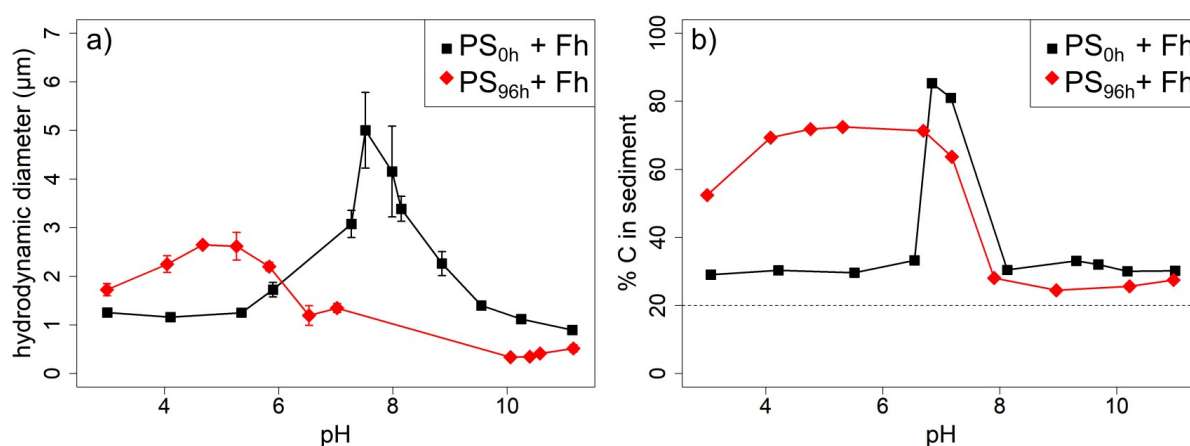 a)
PS0h + Fh
PS96h+ Fh
hydrodynamic diameter (µm)
7
6
5
4
3
2
1
0
4
6
8
10
pH
b)
PS0h + Fh
PS96h+ Fh
% C in sediment
100
80
60
40
20
0
4
6
8
10
pH